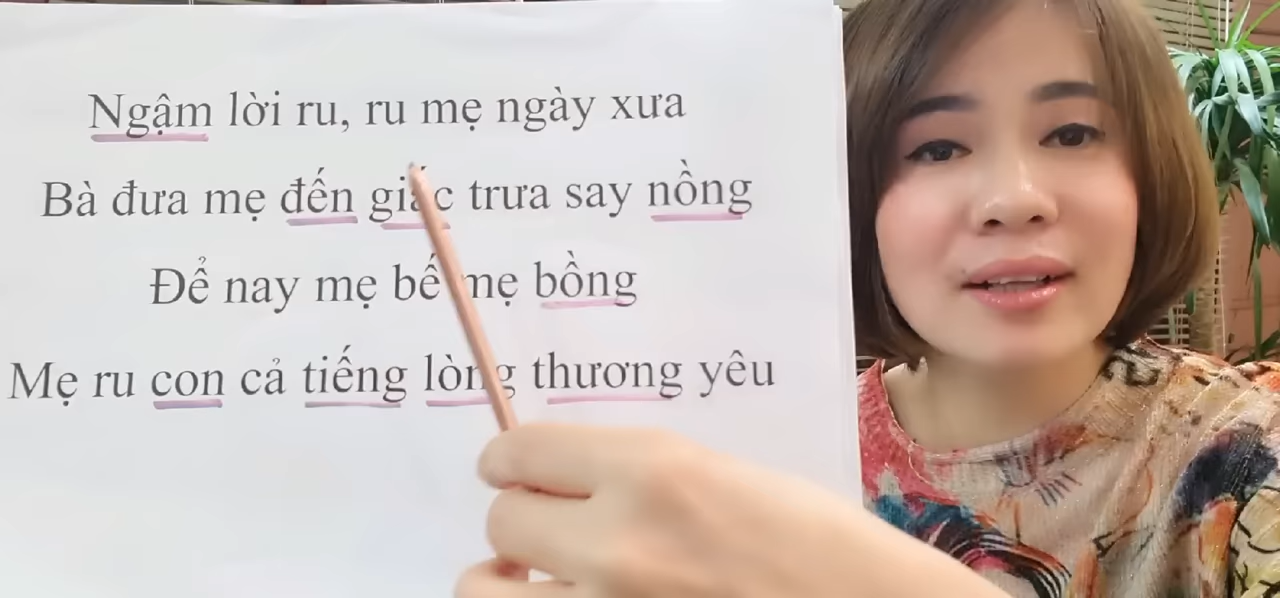 Ngậm lời ru, ru mẹ ngày xưa
Bà đưa mẹ đến giấc trưa say nồng
Để nay mẹ bế mẹ bồng
Mẹ ru con cả tiếng lòng thương yêu